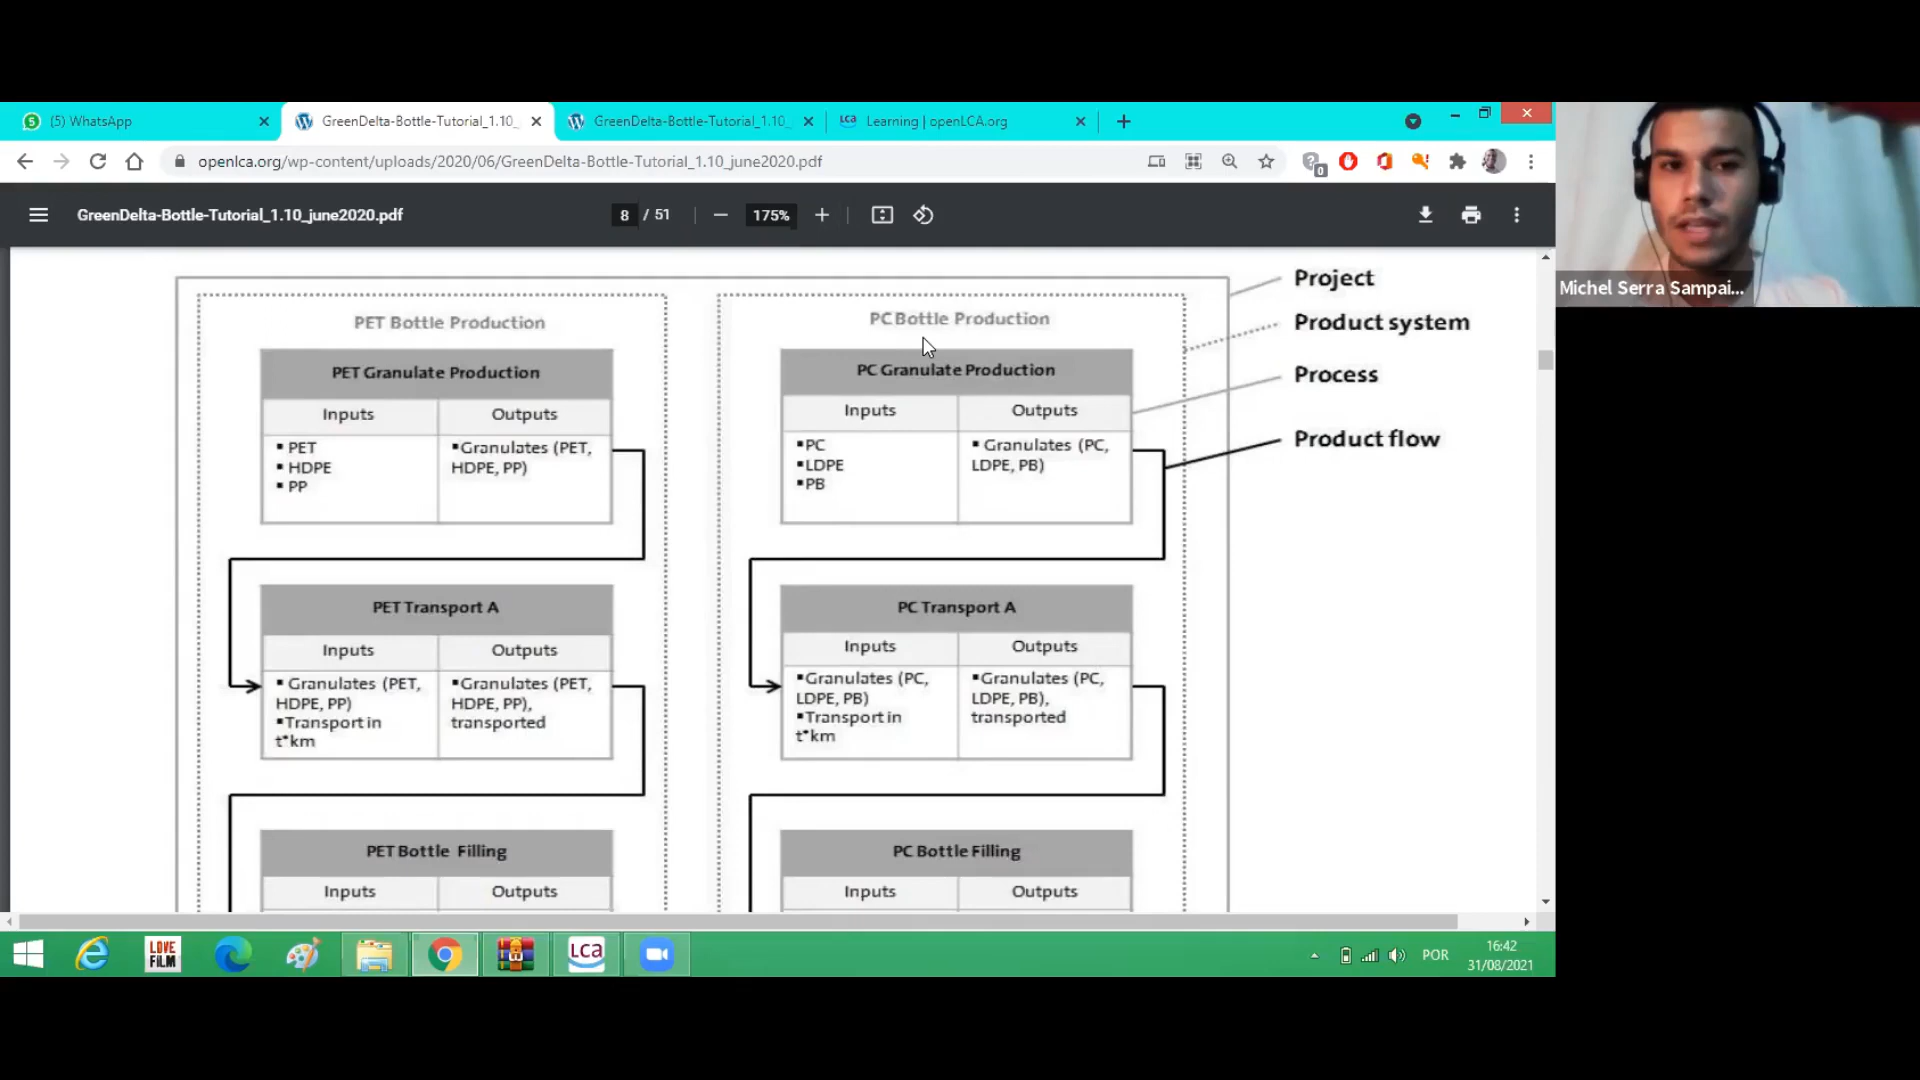 (5) WhatsApp
GreenDelta-Bottle-Tutorial_1.10_
GreenDelta-Bottle-Tutorial_1.10_
LCA
Learning | openLCA.org
openlca.org/wp-content/uploads/2020/06/GreenDelta-Bottle-Tutorial_1.10_june2020.pdf
0
GreenDelta-Bottle-Tutorial_1.10_june2020.pdf
8 / 51
175%
Michel Serra Sampai...
Project
Product system
Process
Product flow
PET Bottle Production
PET Granulate Production
Inputs Outputs
▪ PET
▪ HDPE
▪ PP
▪Granulates (PET,
HDPE, PP)
PET Transport A
Inputs Outputs
▪ Granulates (PET,
HDPE, PP)
▪Transport in
t*km
▪Granulates (PET,
HDPE, PP),
transported
PET Bottle Filling
Inputs Outputs
PC Bottle Production
PC Granulate Production
Inputs Outputs
▪PC
▪LDPE
▪PB
▪ Granulates (PC,
LDPE, PB)
PC Transport A
Inputs Outputs
▪Granulates (PC,
LDPE, PB)
▪Transport in
t*km
▪Granulates (PC,
LDPE, PB),
transported
PC Bottle Filling
Inputs Outputs
LOVE
FILM
LCA
POR
16:42
31/08/2021